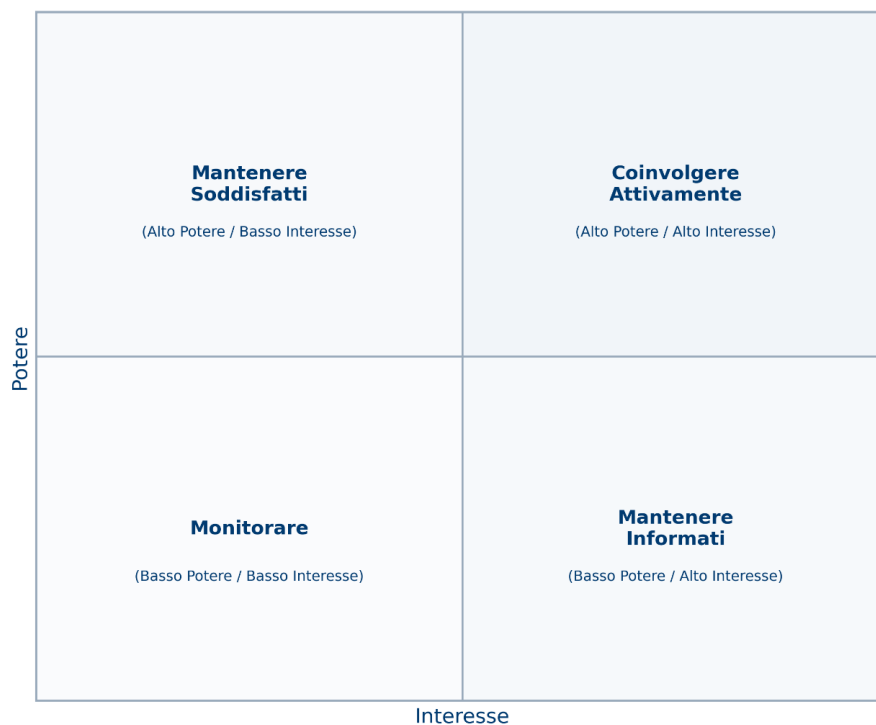 Mantenere
Soddisfatti
(Alto Potere / Basso Interesse)
Coinvolgere
Attivamente
(Alto Potere / Alto Interesse)
Potere
Monitorare
(Basso Potere / Basso Interesse)
Mantenere
Informati
(Basso Potere / Alto Interesse)
Interesse